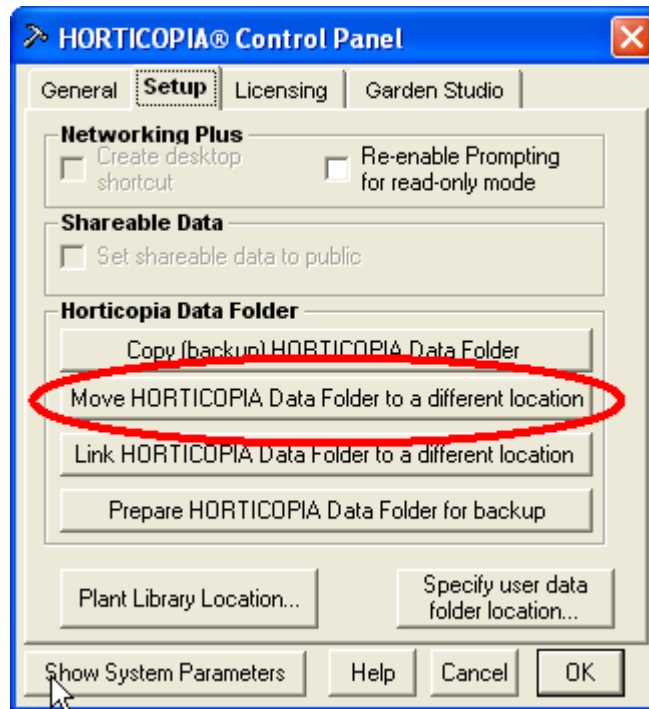 HORTICOPIA® Control Panel
General Setup Licensing Garden Studio
Networking Plus
Create desktop
shortcut
Re-enable Prompting
for read-only mode
Shareable Data
Set shareable data to public
Horticopia Data Folder
Copy (backup) HORTICOPIA Data Folder
Move HORTICOPIA Data Folder to a different location
Link HORTICOPIA Data Folder to a different location
Prepare HORTICOPIA Data Folder for backup
Plant Library Location...
Specify user data
folder location...
Show System Parameters Help Cancel OK